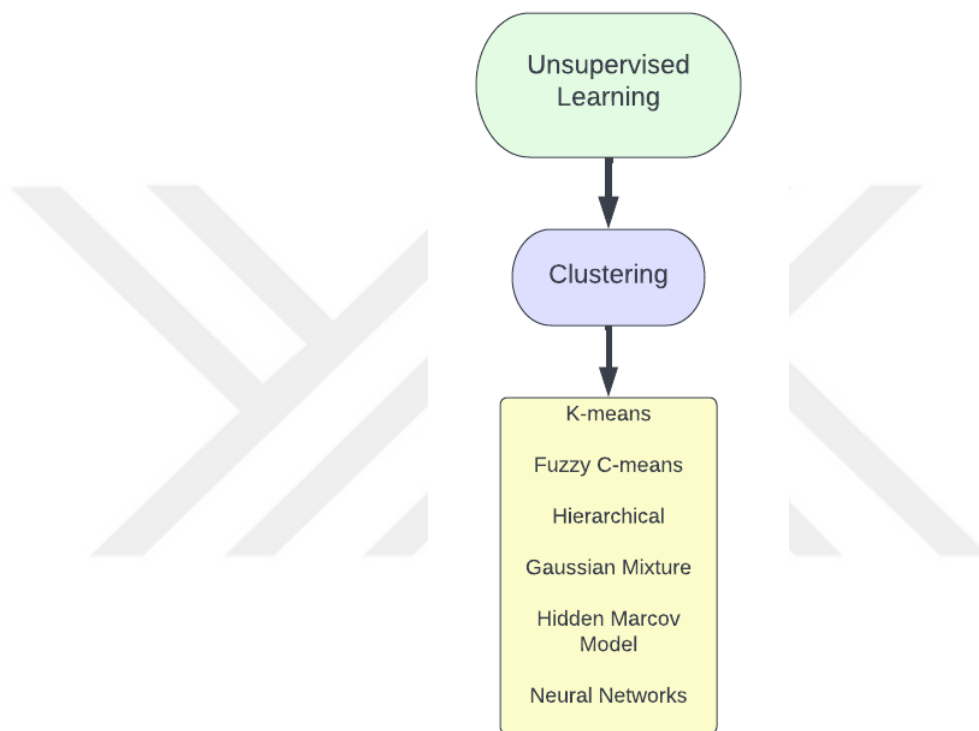 Unsupervised
Learning
Clustering
K-means
Fuzzy C-means
Hierarchical
Gaussian Mixture
Hidden Marcov
Model
Neural Networks